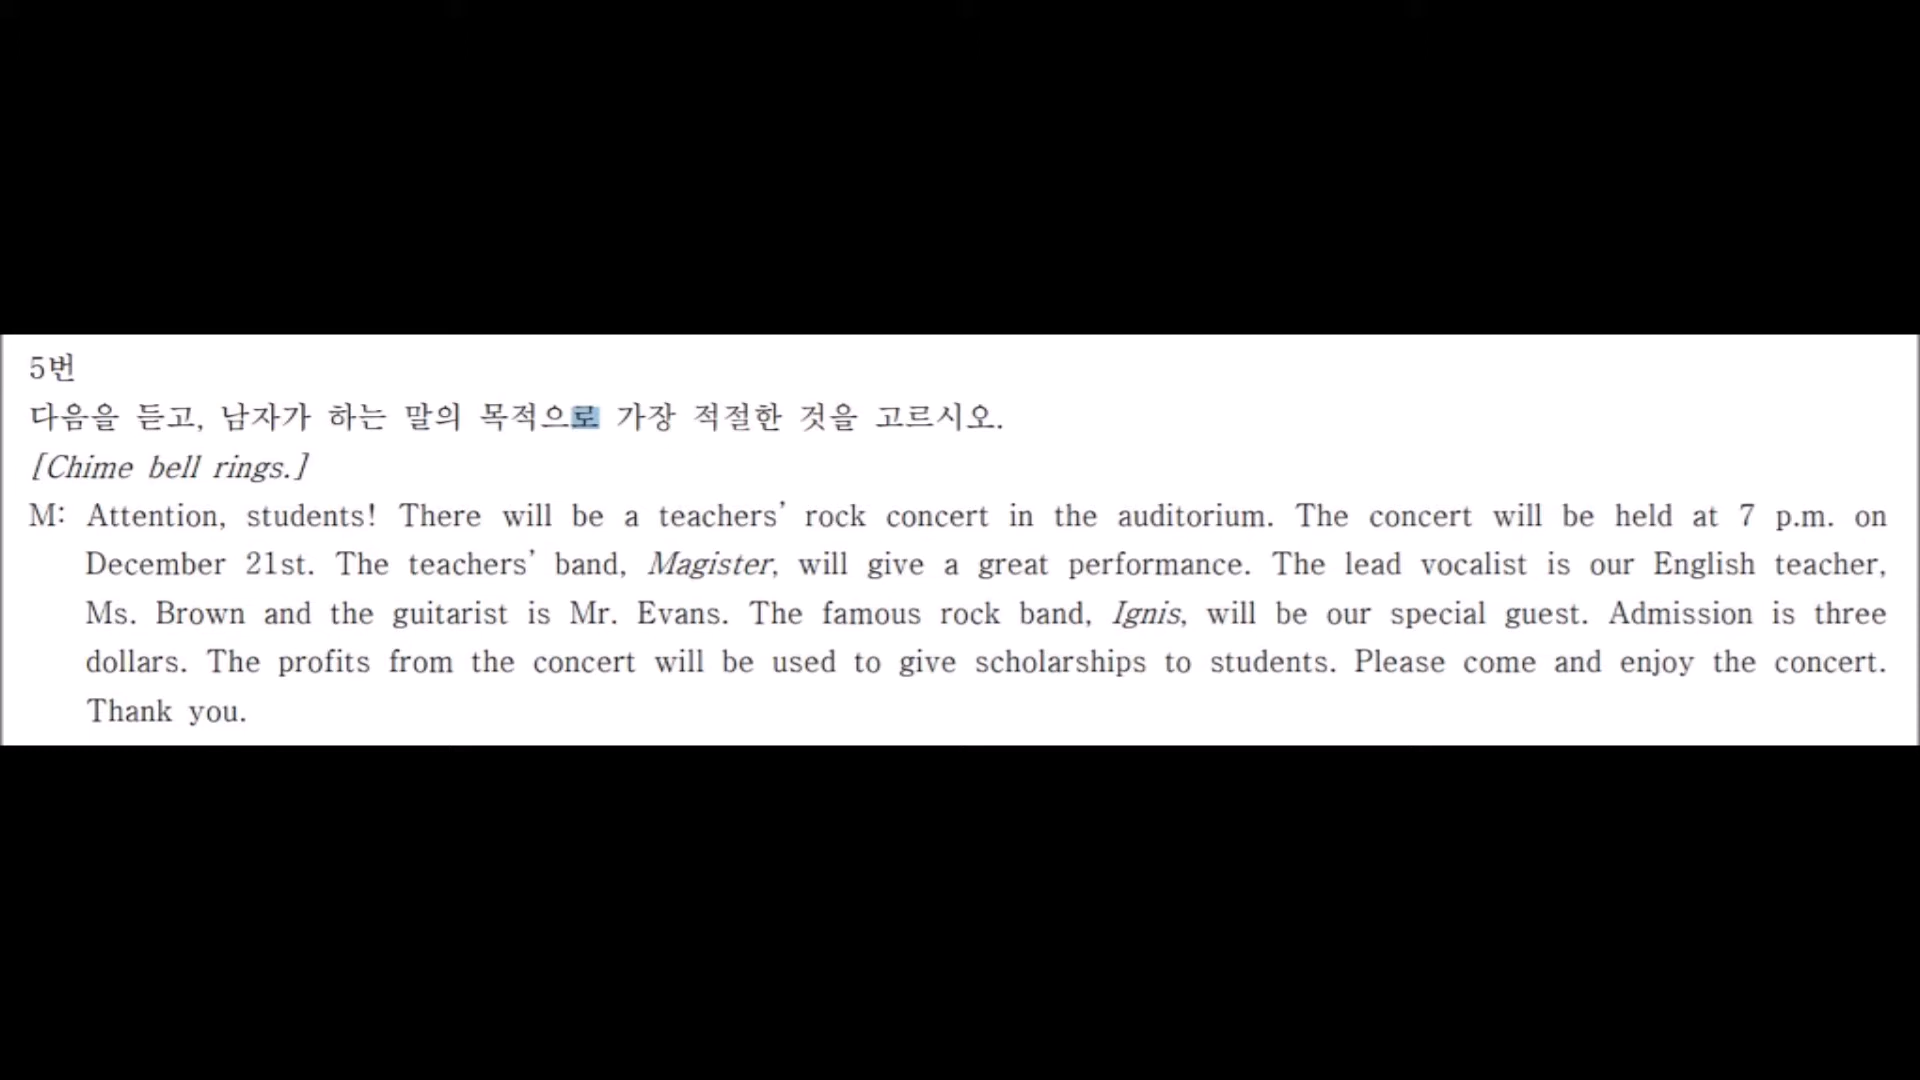 5번
다음을 듣고, 남자가 하는 말의 목적으로 가장 적절한 것을 고르시오.
[Chime bell rings.]
M: Attention, students! There will be a teachers’ rock concert in the auditorium. The concert will be held at 7 p.m. on
December 21st. The teachers’ band, Magister, will give a great performance. The lead vocalist is our English teacher,
Ms. Brown and the guitarist is Mr. Evans. The famous rock band, Ignis, will be our special guest. Admission is three
dollars. The profits from the concert will be used to give scholarships to students. Please come and enjoy the concert.
Thank you.